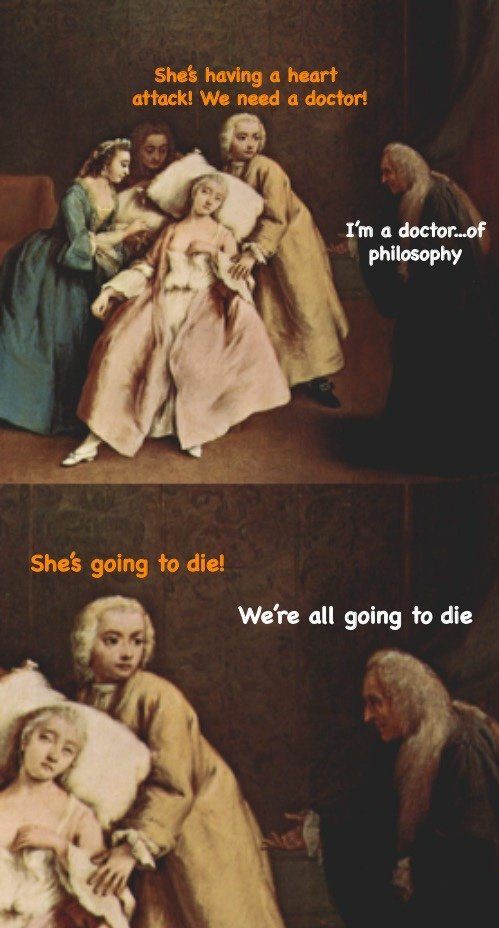 She's having a heart
attack! We need a doctor!
I'm a doctor...of
philosophy
She's going to die!
We're all going to die